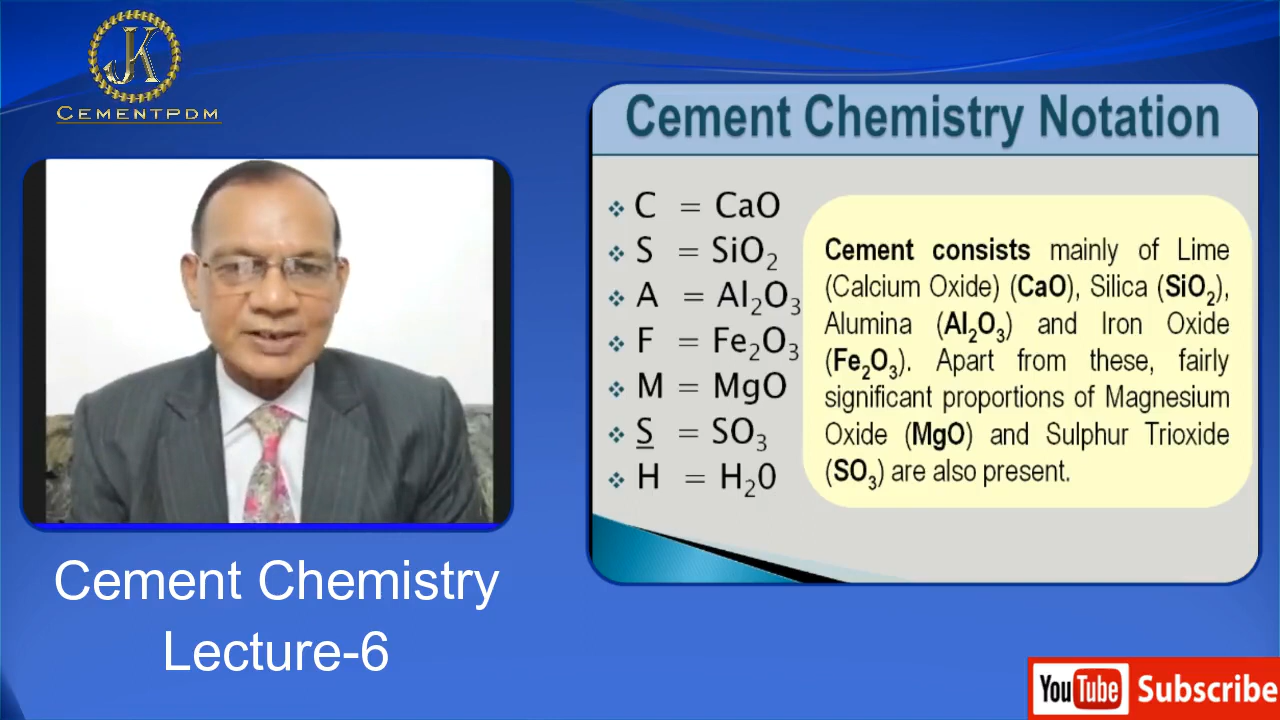 JK
CEMENTPDM
Cement Chemistry
Lecture-6
Cement Chemistry Notation
❖ C = CaO
❖ S = SiO₂
❖ A = Al₂O₃
❖ F = Fe₂O₃
❖ M = MgO
❖ S̲ = SO₃
❖ H = H₂0
Cement consists mainly of Lime
(Calcium Oxide) (CaO), Silica (SiO₂),
Alumina (Al₂O₃) and Iron Oxide
(Fe₂O₃). Apart from these, fairly
significant proportions of Magnesium
Oxide (MgO) and Sulphur Trioxide
(SO₃) are also present.
YouTube Subscribe